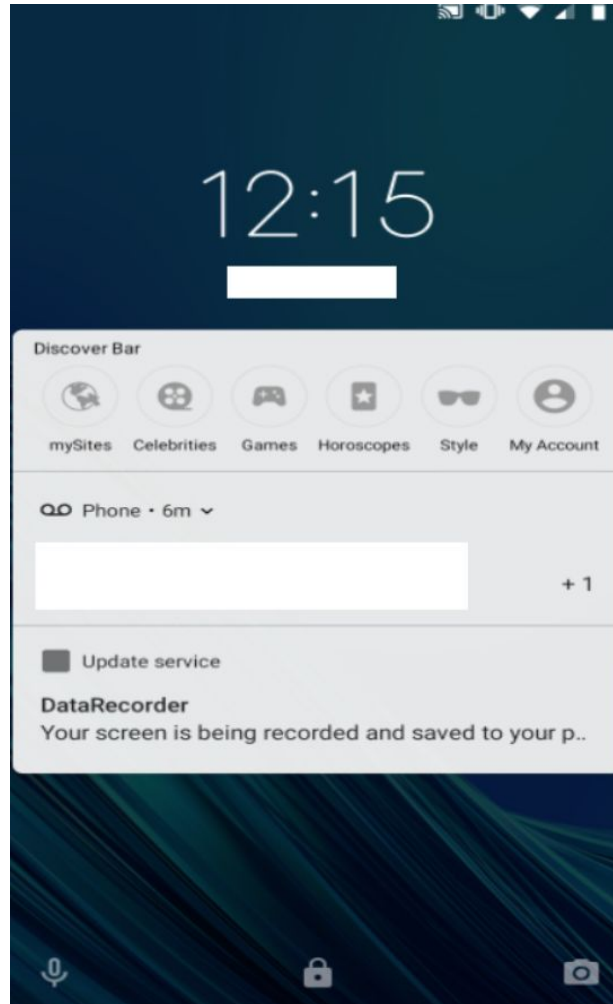 12:15
Discover Bar
mySites Celebrities Games Horoscopes Style My Account
Phone • 6m
+ 1
Update service
DataRecorder
Your screen is being recorded and saved to your p..